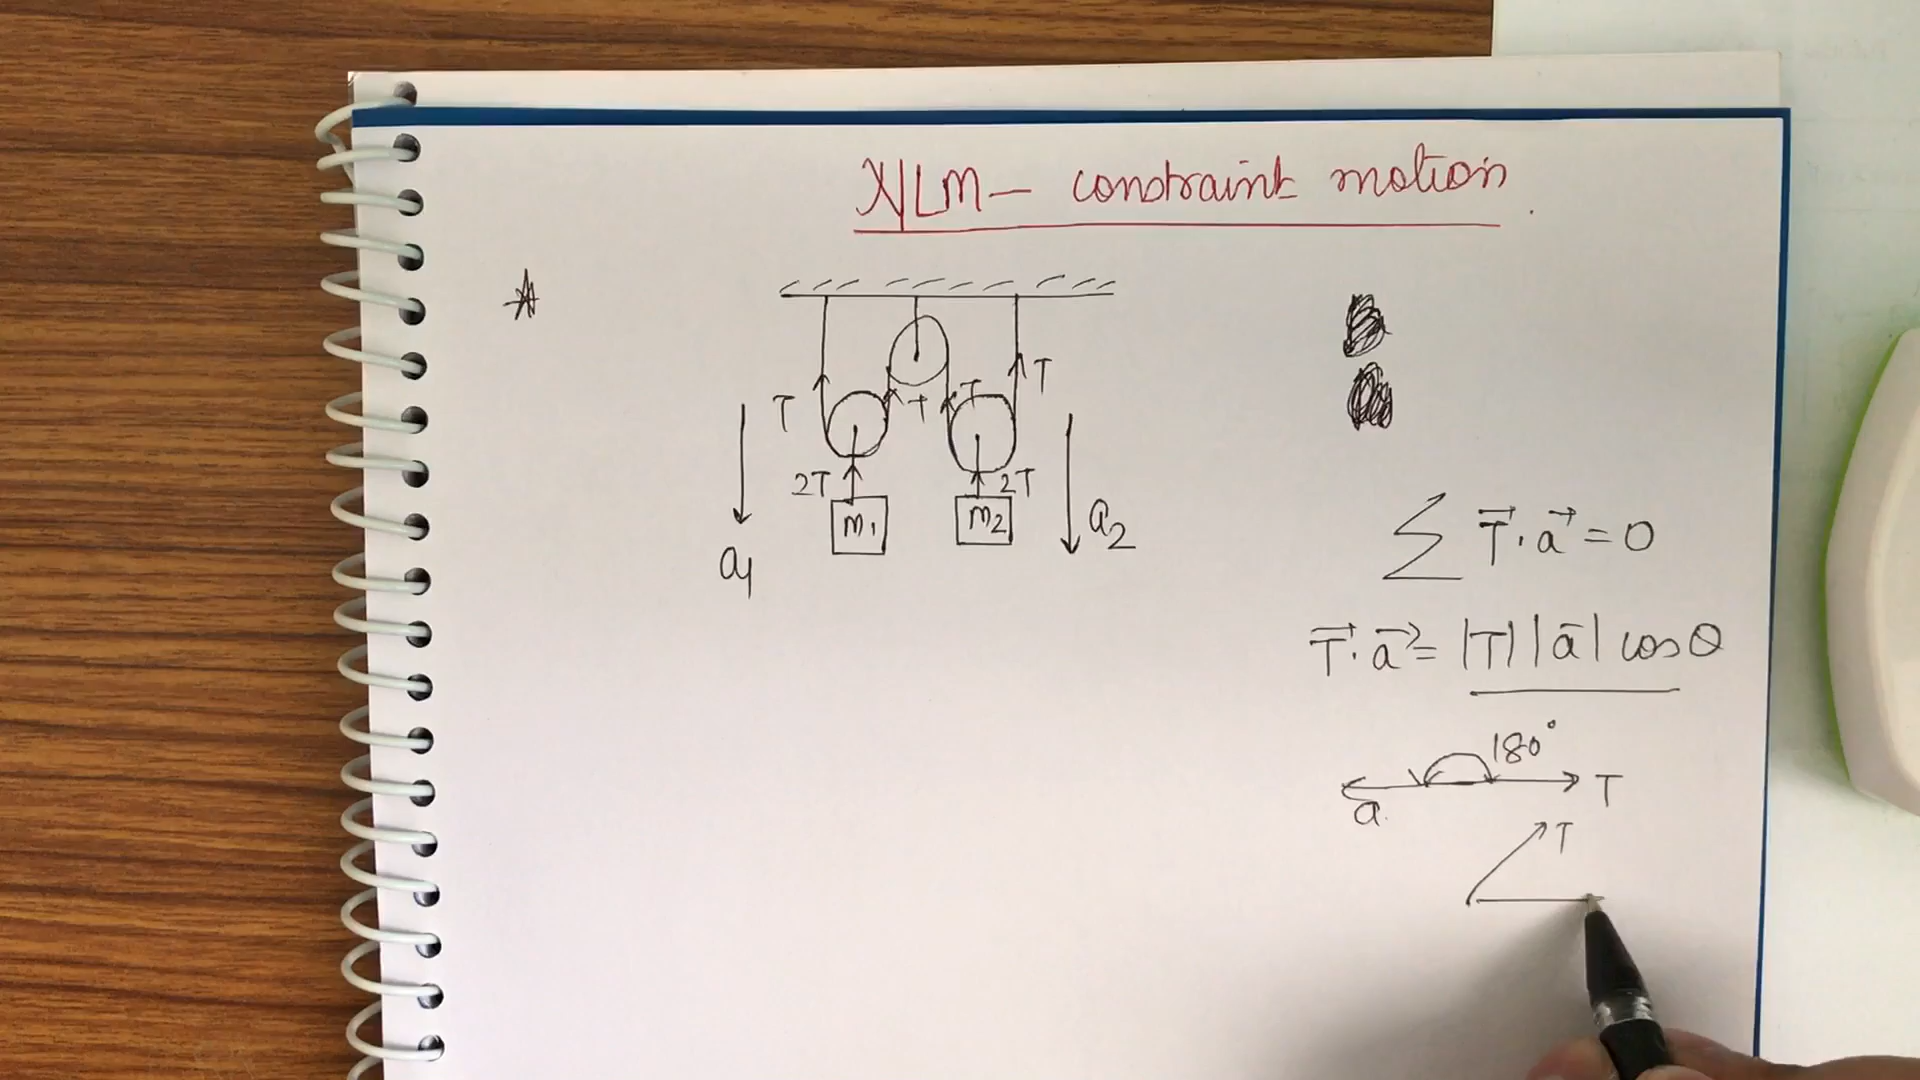 NLM - constraint motion
T
T
T
T
2T
2T
m1
m2
a1
a2
∑ T⃗ . a⃗ = 0
T⃗ . a⃗ = |T| |a⃗| cos θ
180°
a
T
T